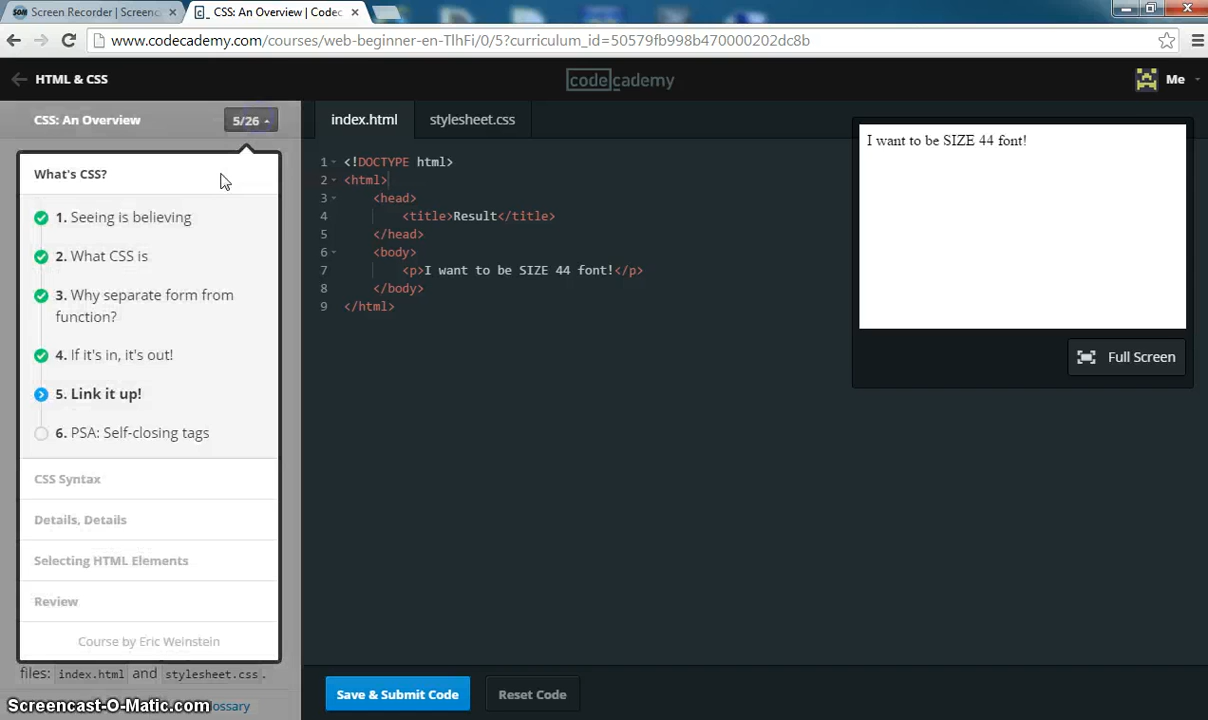 Screen Recorder | Screenc
CSS: An Overview | Codec
www.codecademy.com/courses/web-beginner-en-TlhFi/0/5?curriculum_id=50579fb998b470000202dc8b
HTML & CSS
codecademy
Me
CSS: An Overview
5/26
index.html
stylesheet.css
What's CSS?
1. Seeing is believing
2. What CSS is
3. Why separate form from
function?
4. If it's in, it's out!
5. Link it up!
6. PSA: Self-closing tags
CSS Syntax
Details, Details
Selecting HTML Elements
Review
Course by Eric Weinstein
files: index.html and stylesheet.css.
lossary
1 <!DOCTYPE html>
2 <html>
3 <head>
4 <title>Result</title>
5 </head>
6 <body>
7 <p>I want to be SIZE 44 font!</p>
8 </body>
9 </html>
I want to be SIZE 44 font!
Full Screen
Save & Submit Code
Reset Code
Screencast-O-Matic.com